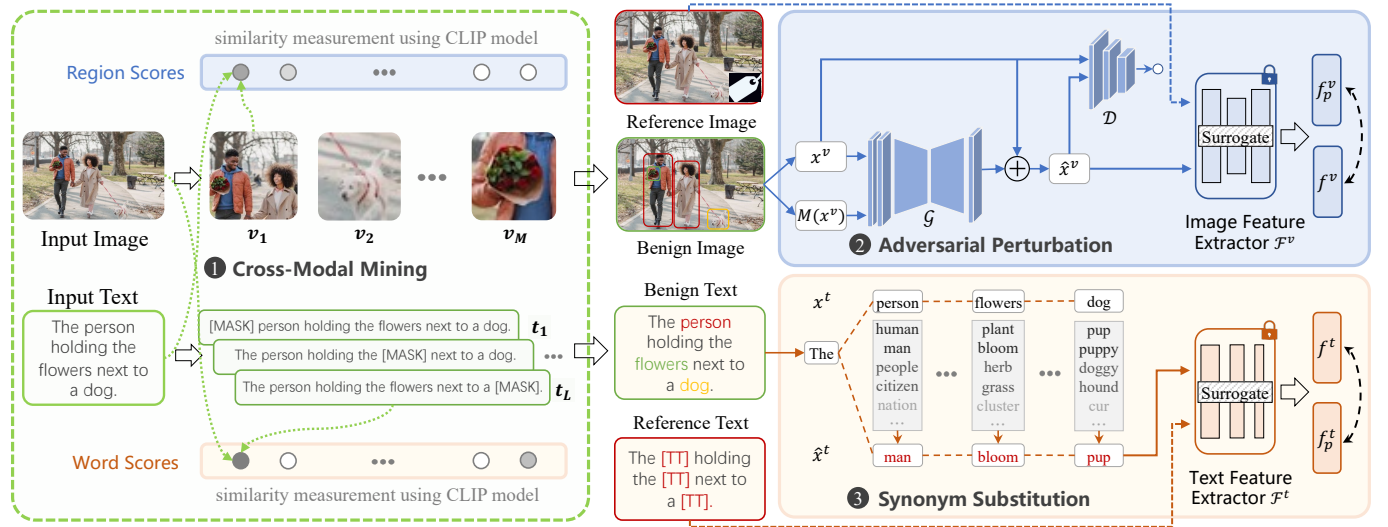 similarity measurement using CLIP model
Region Scores
•••
Input Image
v₁
v₂
•••
v_M
❶ Cross-Modal Mining
Input Text
The person
holding the
flowers next to
a dog.
[MASK] person holding the flowers next to a dog.
t₁
The person holding the [MASK] next to a dog.
•••
The person holding the flowers next to a [MASK].
t_L
Word Scores
•••
similarity measurement using CLIP model
Reference Image
Benign Image
Benign Text
The person
holding the
flowers next to
a dog.
Reference Text
The [TT] holding
the [TT] next to
a [TT].
x^v
M(x^v)
𝒢
+
x̂^v
𝒟
Surrogate
Image Feature
Extractor ℱ^v
f_p^v
f^v
❷ Adversarial Perturbation
x^t
The
person
flowers
dog
human
man
people
citizen
nation
...
•••
plant
bloom
herb
grass
cluster
...
•••
pup
puppy
doggy
hound
cur
...
x̂^t
man
bloom
pup
❸ Synonym Substitution
Surrogate
Text Feature
Extractor ℱ^t
f^t
f_p^t